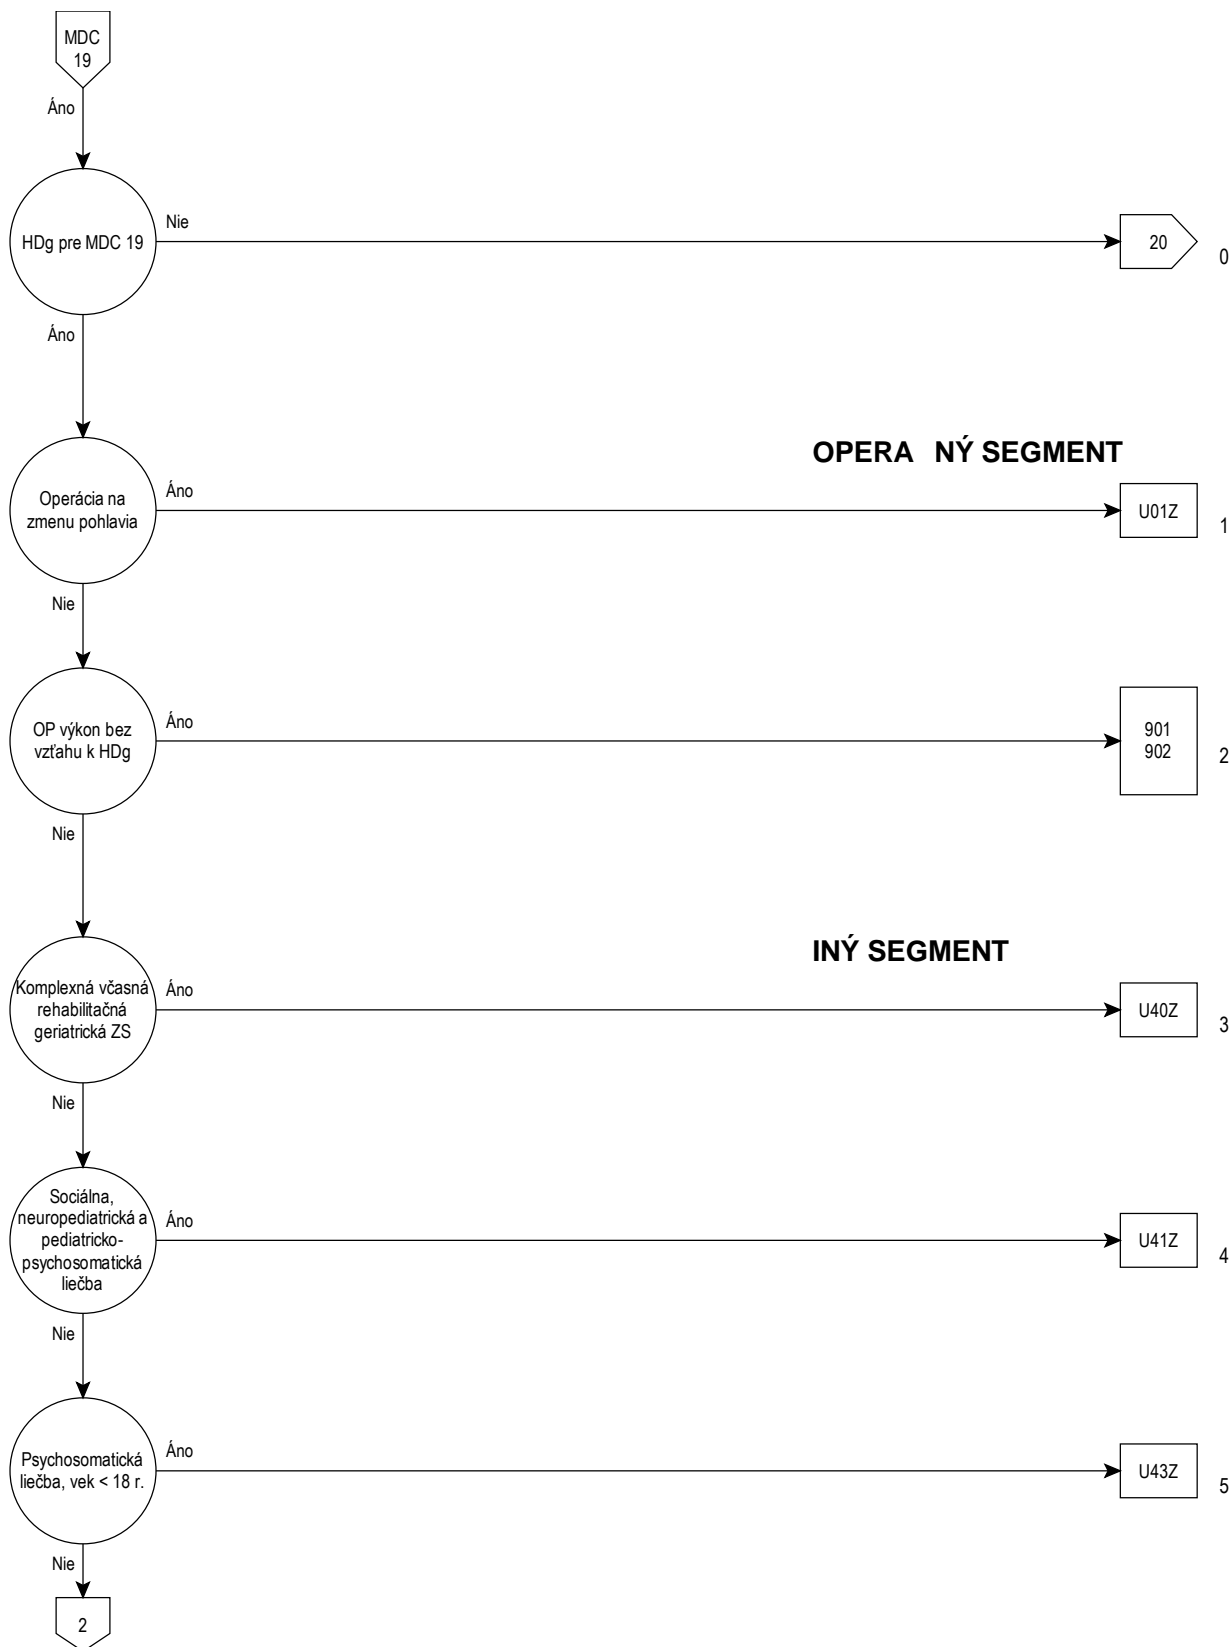 MDC
19
Áno
HDg pre MDC 19
Nie
20
0
Áno
OPERA NÝ SEGMENT
Operácia na
zmenu pohlavia
Áno
U01Z
1
Nie
OP výkon bez
vzťahu k HDg
Áno
901
902
2
Nie
INÝ SEGMENT
Komplexná včasná
rehabilitačná
geriatrická ZS
Áno
U40Z
3
Nie
Sociálna,
neuropediatrická a
pediatricko-
psychosomatická
liečba
Áno
U41Z
4
Nie
Psychosomatická
liečba, vek < 18 r.
Áno
U43Z
5
Nie
2